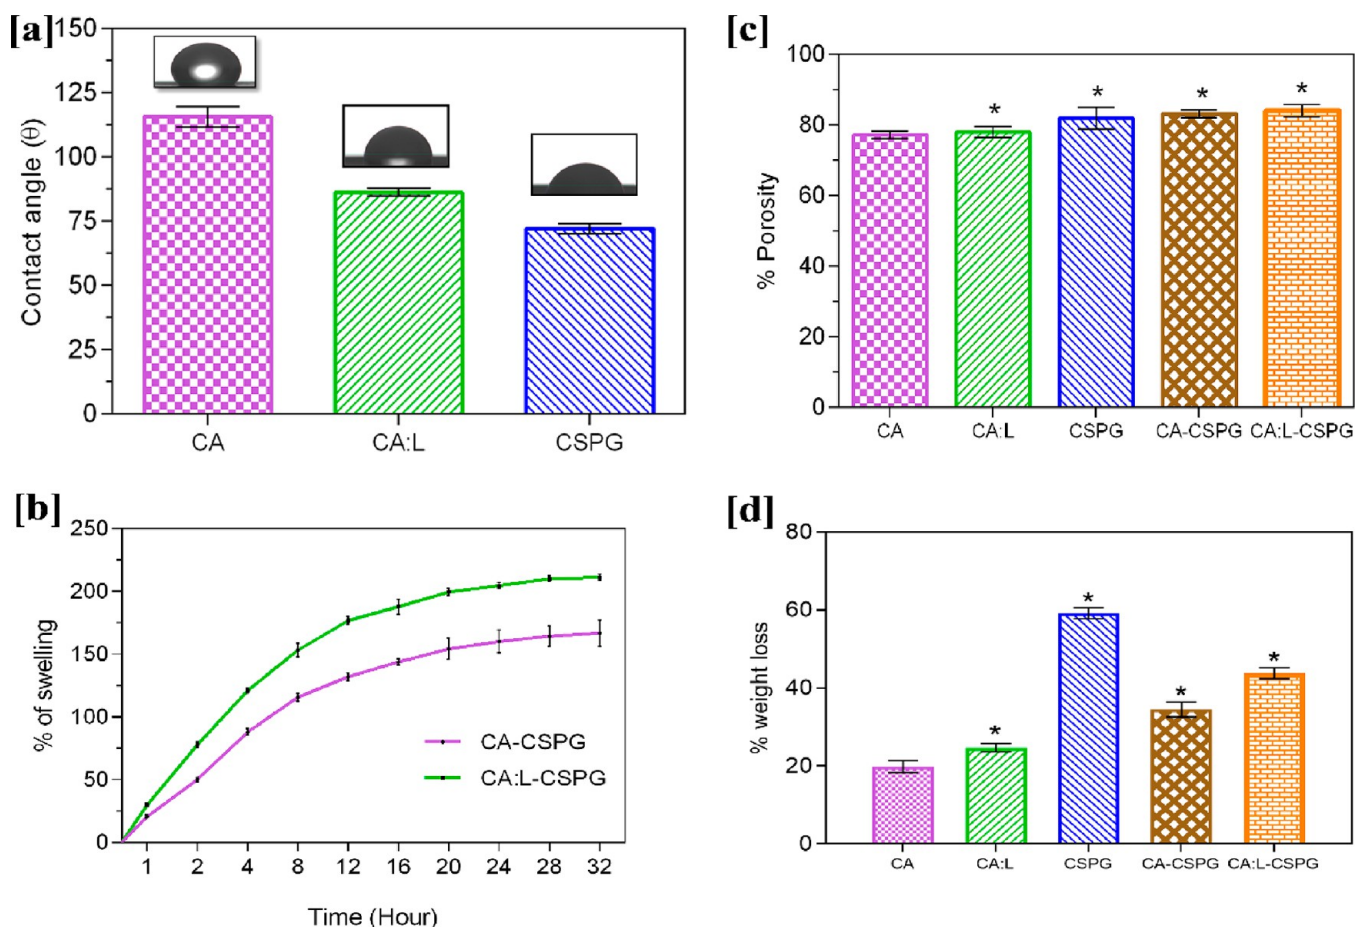 [a]
Contact angle (θ)
150
125
100
75
50
25
0
CA CA:L CSPG
[b]
% of swelling
250
200
150
100
50
0
CA-CSPG
CA:L-CSPG
1 2 4 8 12 16 20 24 28 32
Time (Hour)
[c]
% Porosity
100
80
60
40
20
0
* * * *
CA CA:L CSPG CA-CSPG CA:L-CSPG
[d]
% weight loss
80
60
40
20
0
* * * *
CA CA:L CSPG CA-CSPG CA:L-CSPG